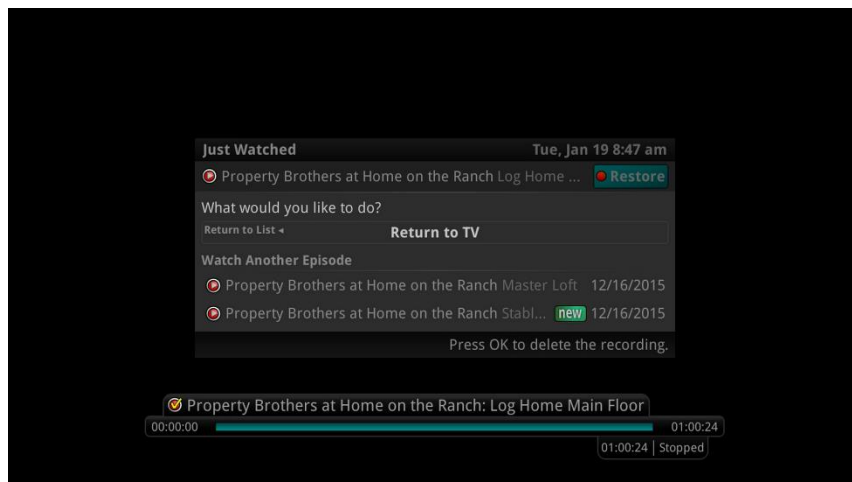 Just Watched Tue, Jan 19 8:47 am
Property Brothers at Home on the Ranch Log Home ... Restore
What would you like to do?
Return to List ◂ Return to TV
Watch Another Episode
Property Brothers at Home on the Ranch Master Loft 12/16/2015
Property Brothers at Home on the Ranch Stabl... new 12/16/2015
Press OK to delete the recording.
Property Brothers at Home on the Ranch: Log Home Main Floor
00:00:00 01:00:24
01:00:24 | Stopped